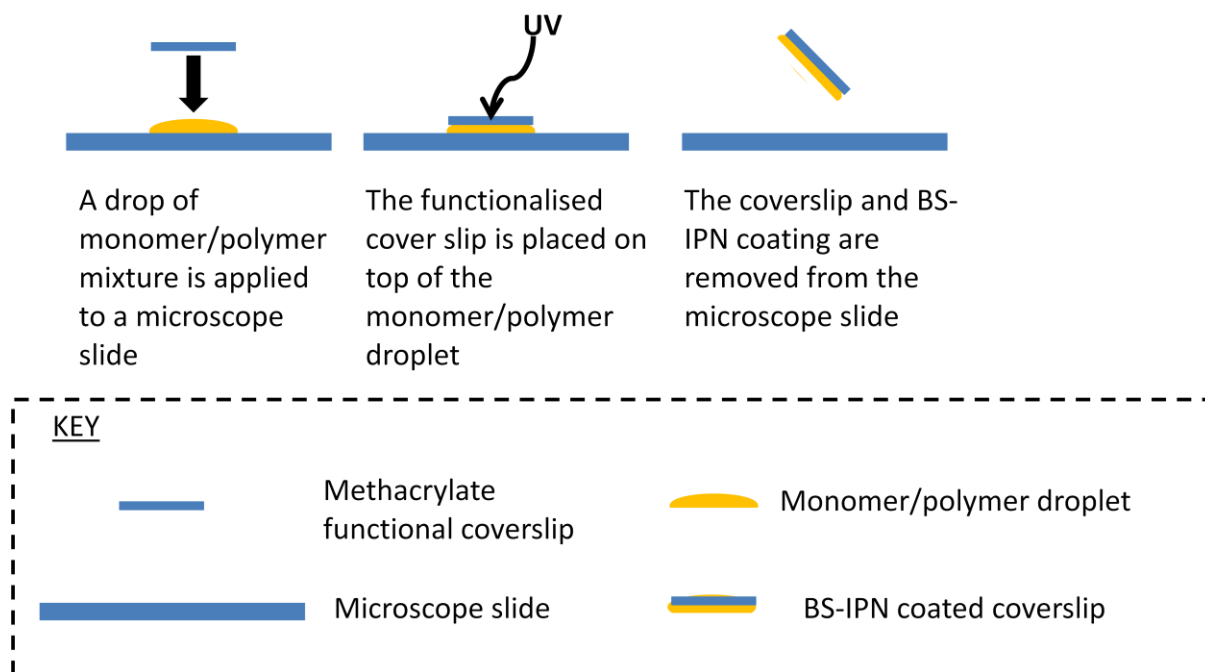 UV
A drop of
monomer/polymer
mixture is applied
to a microscope
slide
The functionalised
cover slip is placed on
top of the
monomer/polymer
droplet
The coverslip and BS-
IPN coating are
removed from the
microscope slide
KEY
Methacrylate
functional coverslip
Monomer/polymer droplet
Microscope slide
BS-IPN coated coverslip